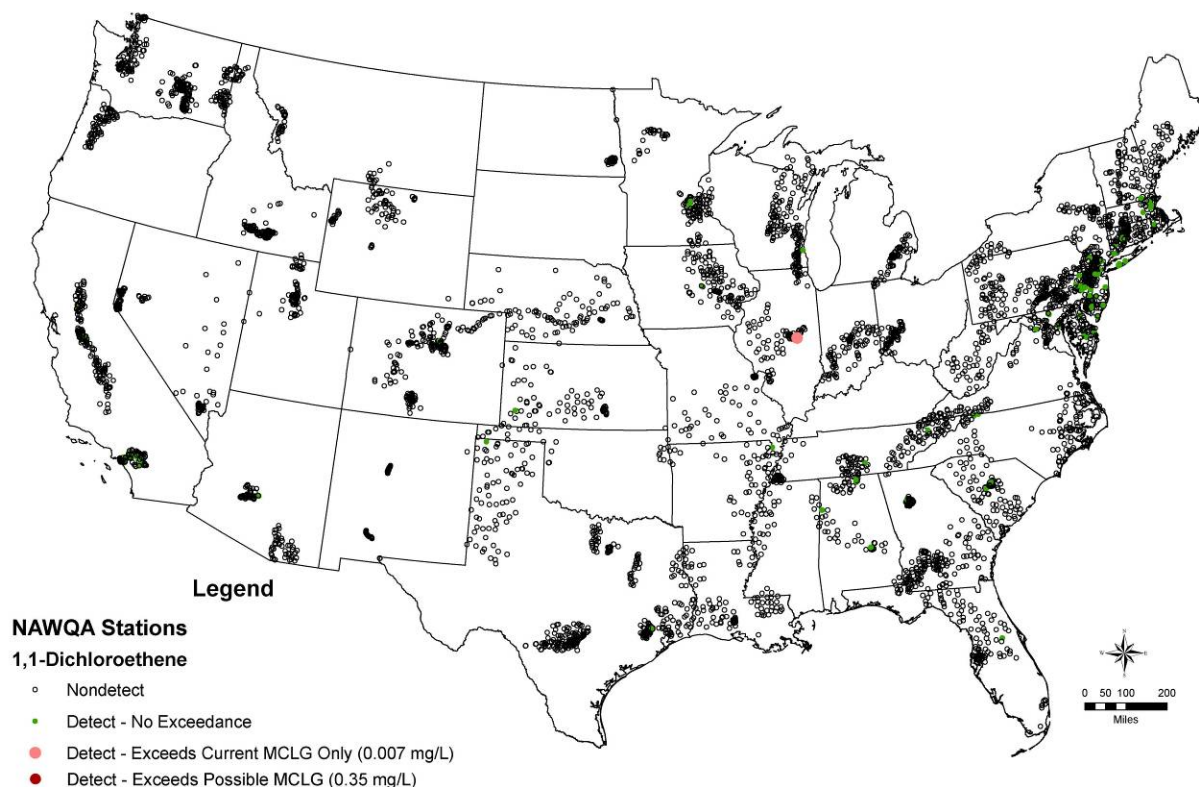 Legend
NAWQA Stations
1,1-Dichloroethene
Nondetect
Detect - No Exceedance
Detect - Exceeds Current MCLG Only (0.007 mg/L)
Detect - Exceeds Possible MCLG (0.35 mg/L)
N
W E
S
0 50 100 200
Miles